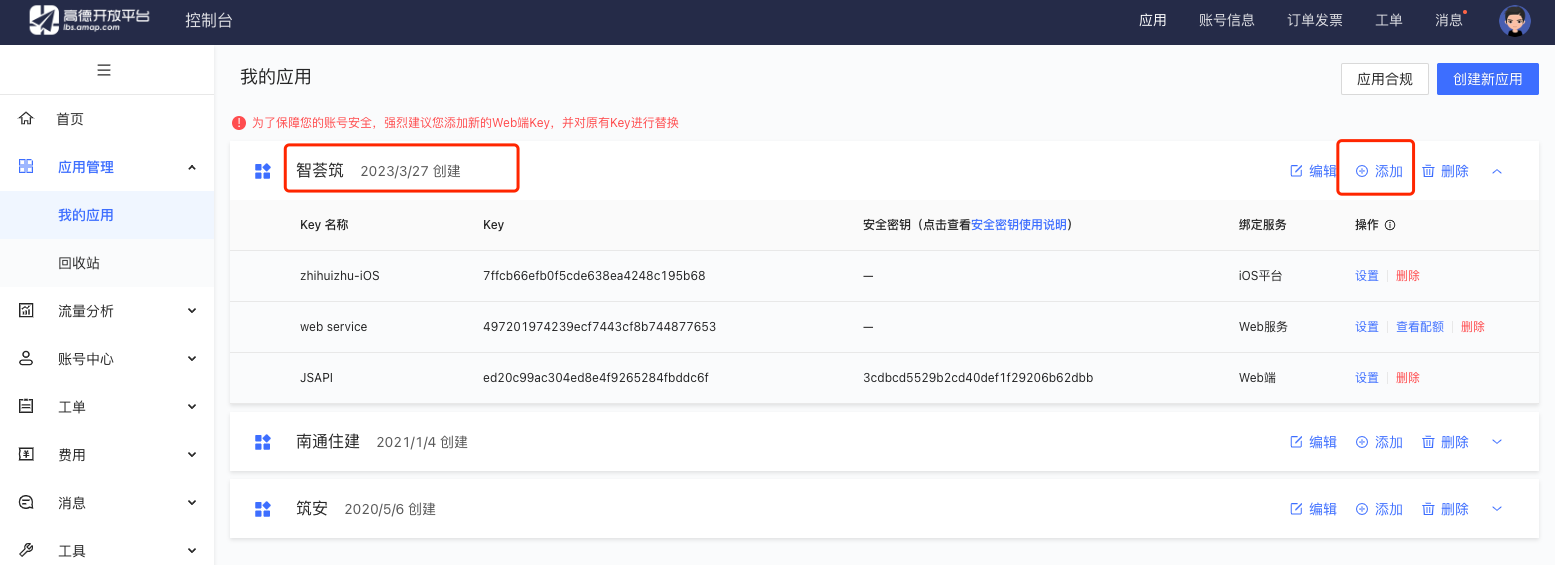 高德开放平台 控制台 应用 账号信息 订单发票 工单 消息
lbs.amap.com
我的应用 应用合规 创建新应用
首页
为了保障您的账号安全，强烈建议您添加新的Web端Key，并对原有Key进行替换
应用管理
智荟筑 2023/3/27 创建 编辑 添加 删除
我的应用
Key 名称 Key 安全密钥（点击查看安全密钥使用说明） 绑定服务 操作
回收站
zhihuizhu-iOS 7ffcb66efb0f5cde638ea4248c195b68 — iOS平台 设置 删除
流量分析
web service 497201974239ecf7443cf8b744877653 — Web服务 设置 查看配额 删除
账号中心
JSAPI ed20c99ac304ed8e4f9265284fbddc6f 3cdbcd5529b2cd40def1f29206b62dbb Web端 设置 删除
工单
南通住建 2021/1/4 创建 编辑 添加 删除
费用
消息
筑安 2020/5/6 创建 编辑 添加 删除
工具